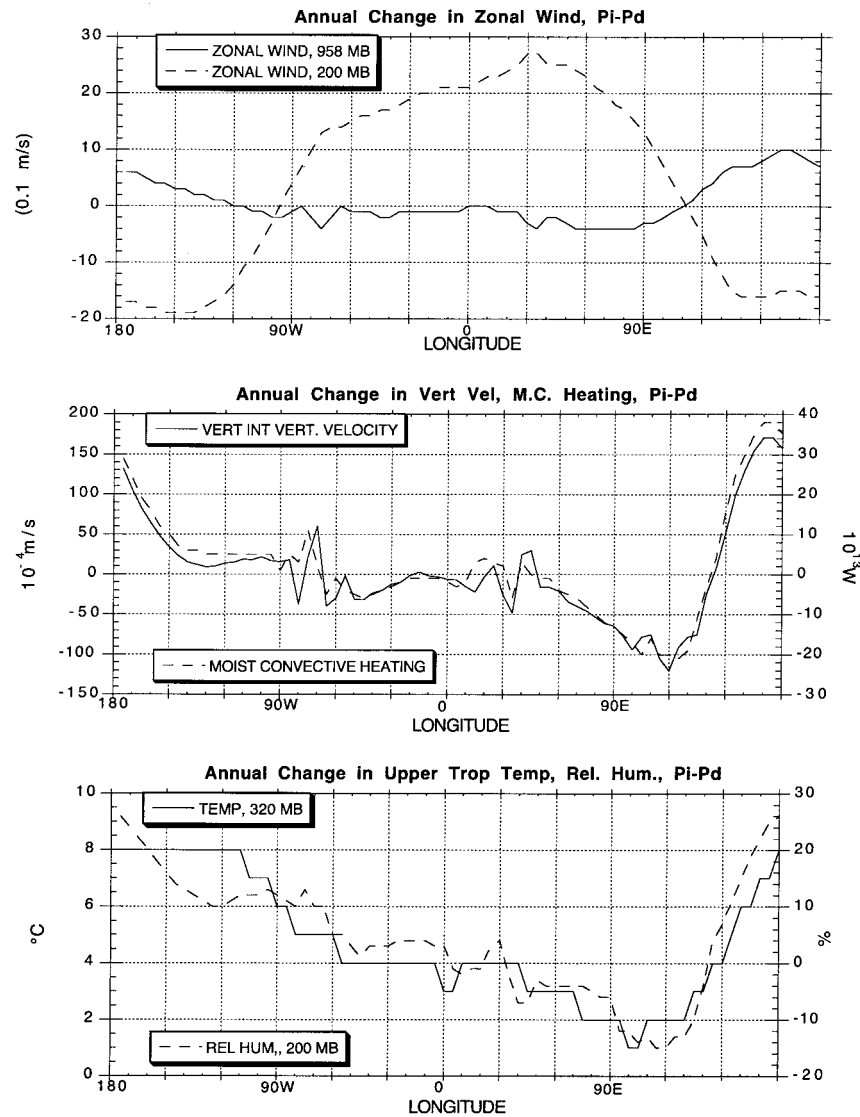 Annual Change in Zonal Wind, Pi-Pd
30
ZONAL WIND, 958 MB
ZONAL WIND, 200 MB
20
10
0
-10
-20
(0.1 m/s)
180
90W
0
90E
LONGITUDE
Annual Change in Vert Vel, M.C. Heating, Pi-Pd
200
150
100
50
0
-50
-100
-150
10-4m/s
VERT INT VERT. VELOCITY
MOIST CONVECTIVE HEATING
40
30
20
10
0
-10
-20
-30
10¹³W
180
90W
0
90E
LONGITUDE
Annual Change in Upper Trop Temp, Rel. Hum., Pi-Pd
10
8
6
4
2
0
°C
TEMP, 320 MB
REL HUM,, 200 MB
30
20
10
0
-10
-20
%
180
90W
0
90E
LONGITUDE